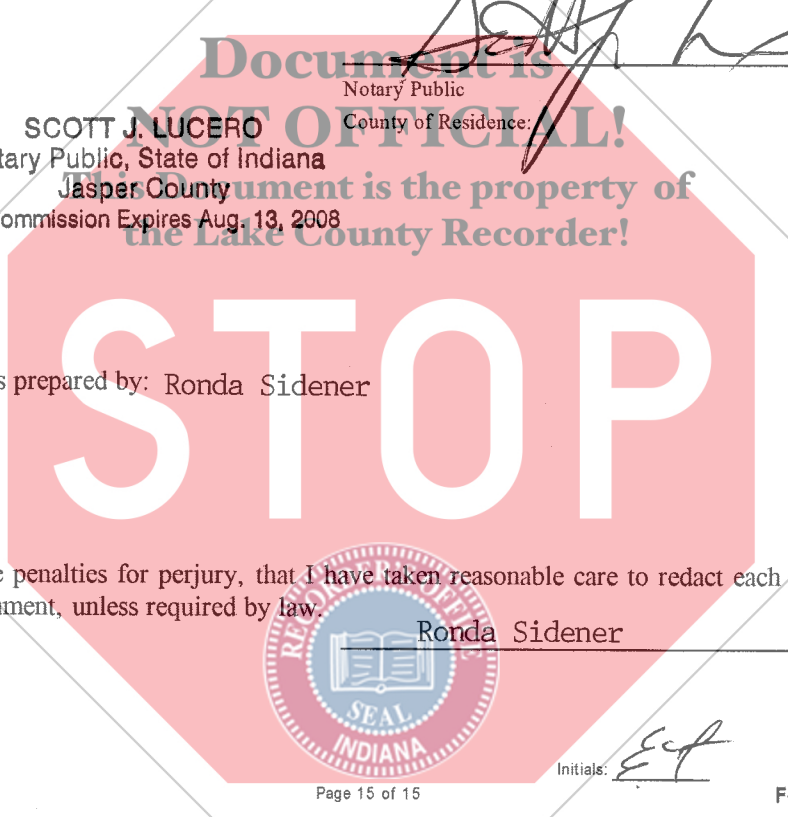 Document is
Notary Public
NOT OFFICIAL!
SCOTT J. LUCERO
County of Residence:
tary Public, State of Indiana
This Document is the property of
Jasper County
ommission Expires Aug. 13, 2008
the Lake County Recorder!
STOP
s prepared by: Ronda Sidener
e penalties for perjury, that I have taken reasonable care to redact each
ment, unless required by law.
Ronda Sidener
RECORDER'S OFFICE
SEAL
INDIANA
Initials:
Page 15 of 15